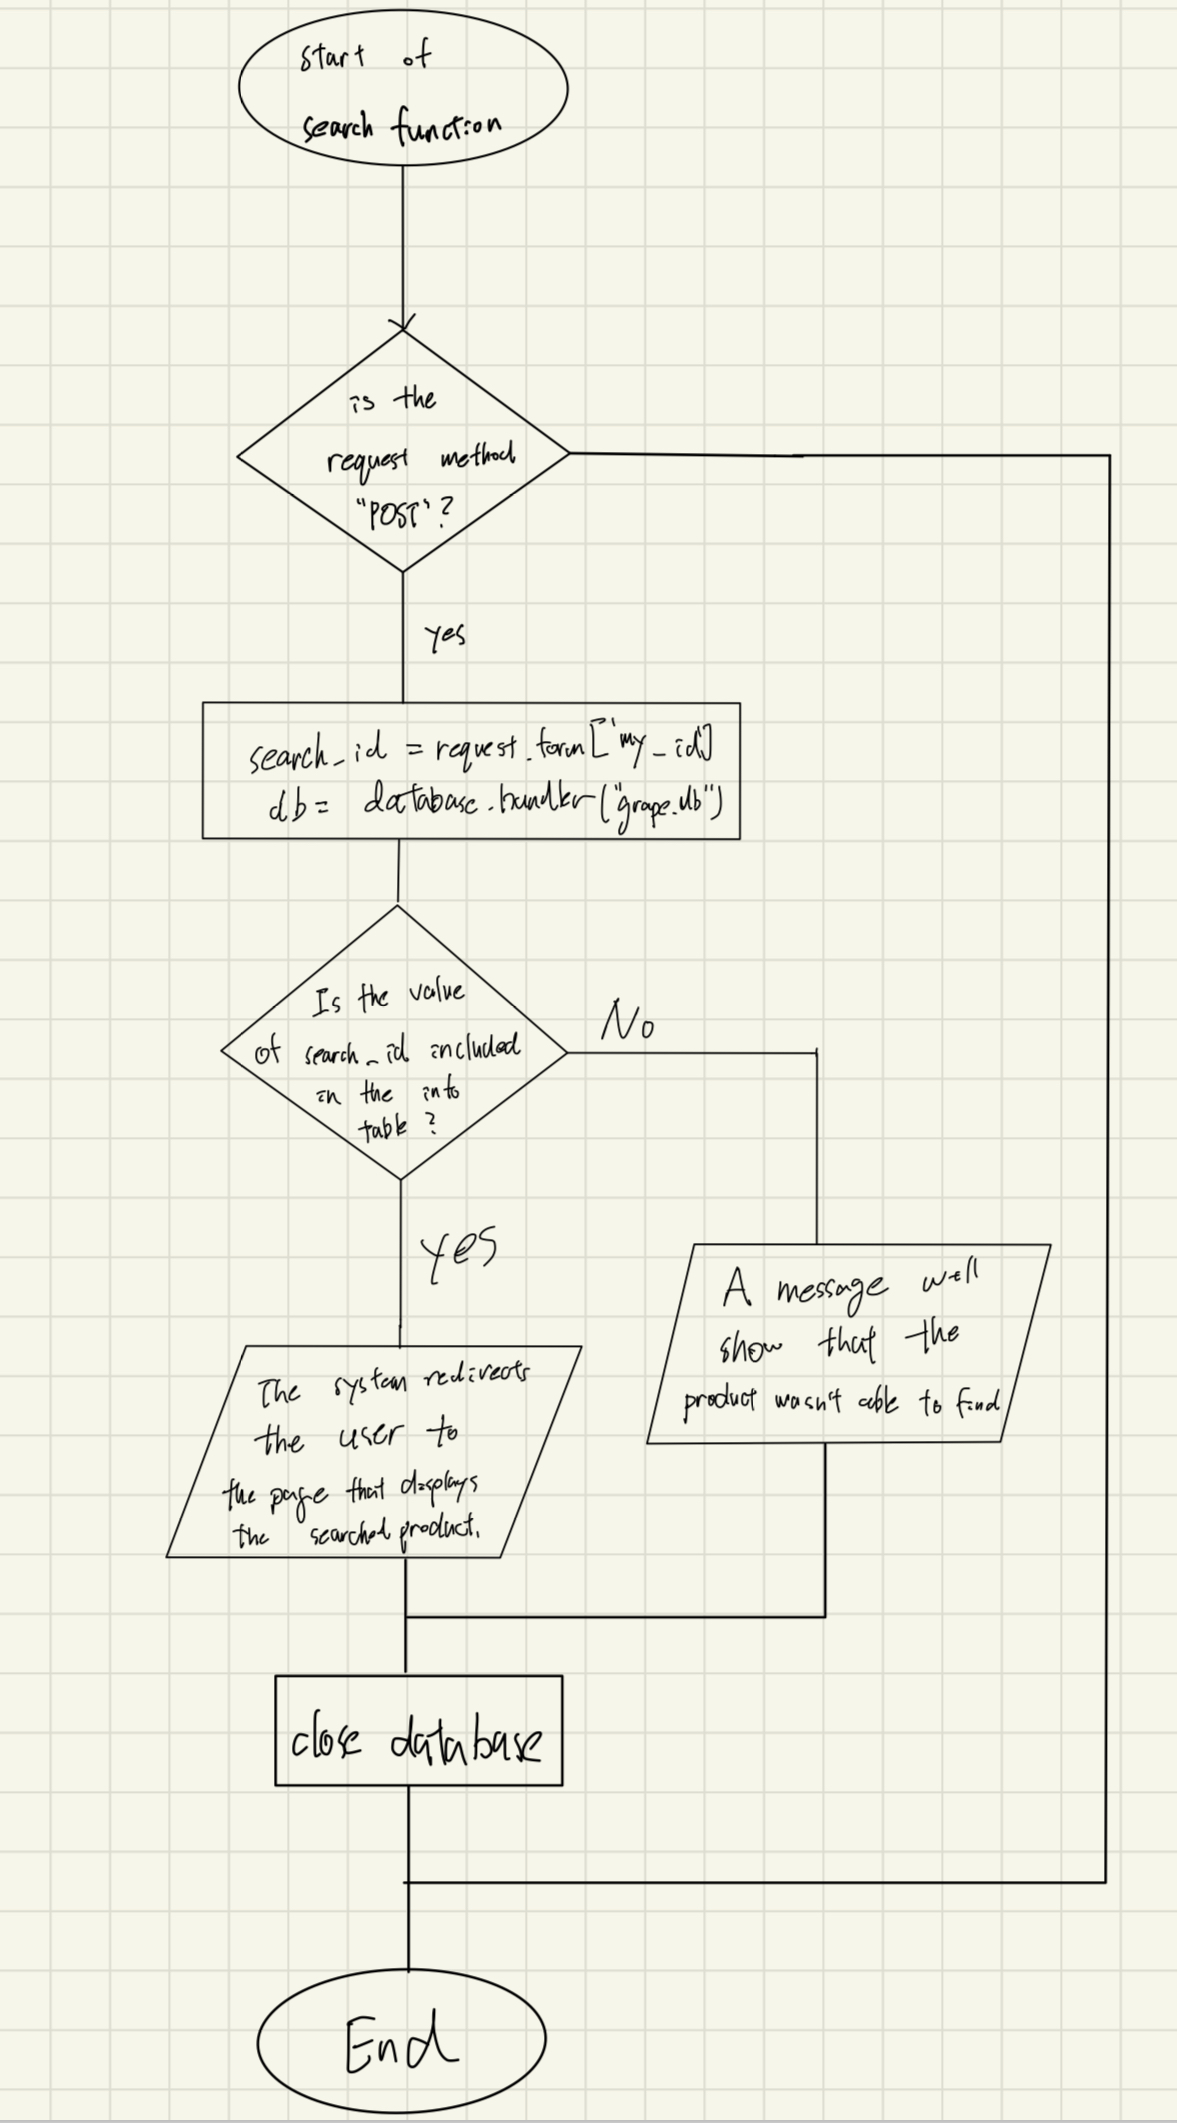 start of
search function
is the
request method
"POST"?
yes
search_id = request.form['my_id]
db = database.handler("grape.db")
Is the value
of search_id included
in the into
table?
No
yes
A message well
show that the
product wasn't able to find
The system redirects
the user to
the page that displays
the searched product.
close database
End